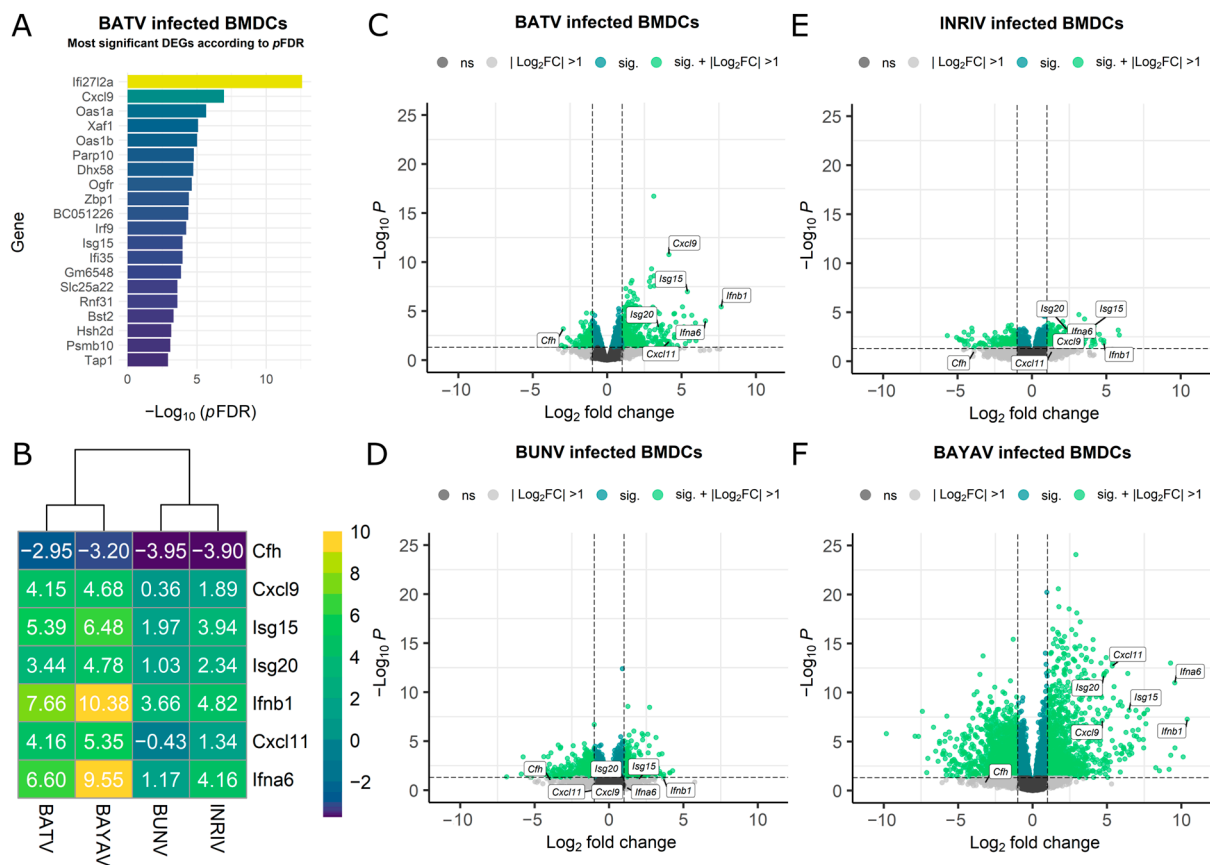 A
BATV infected BMDCs
Most significant DEGs according to pFDR
Gene
Ifi27l2a
Cxcl9
Oas1a
Xaf1
Oas1b
Parp10
Dhx58
Ogfr
Zbp1
BC051226
Irf9
Isg15
Ifi35
Gm6548
Slc25a22
Rnf31
Bst2
Hsh2d
Psmb10
Tap1
0 5 10
−Log10 (pFDR)
B
−2.95 −3.20 −3.95 −3.90 Cfh
4.15 4.68 0.36 1.89 Cxcl9
5.39 6.48 1.97 3.94 Isg15
3.44 4.78 1.03 2.34 Isg20
7.66 10.38 3.66 4.82 Ifnb1
4.16 5.35 −0.43 1.34 Cxcl11
6.60 9.55 1.17 4.16 Ifna6
BATV BAYAV BUNV INRIV
10
8
6
4
2
0
−2
C
BATV infected BMDCs
ns | Log2FC| >1 sig. sig. + |Log2FC| >1
−Log10 P
25
20
15
10
5
0
Cxcl9
Isg15
Ifnb1
Isg20
Ifna6
Cfh
Cxcl11
−10 −5 0 5 10
Log2 fold change
D
BUNV infected BMDCs
ns | Log2FC| >1 sig. sig. + |Log2FC| >1
−Log10 P
25
20
15
10
5
0
Cfh
Isg20
Isg15
Cxcl11
Cxcl9
Ifna6
Ifnb1
−10 −5 0 5 10
E
INRIV infected BMDCs
ns | Log2FC| >1 sig. sig. + |Log2FC| >1
−Log10 P
25
20
15
10
5
0
Isg20
Isg15
Ifna6
Cxcl9
Cfh
Cxcl11
Ifnb1
−10 −5 0 5 10
Log2 fold change
F
BAYAV infected BMDCs
ns | Log2FC| >1 sig. sig. + |Log2FC| >1
−Log10 P
25
20
15
10
5
0
Cxcl11
Ifna6
Isg20
Isg15
Cxcl9
Ifnb1
Cfh
−10 −5 0 5 10